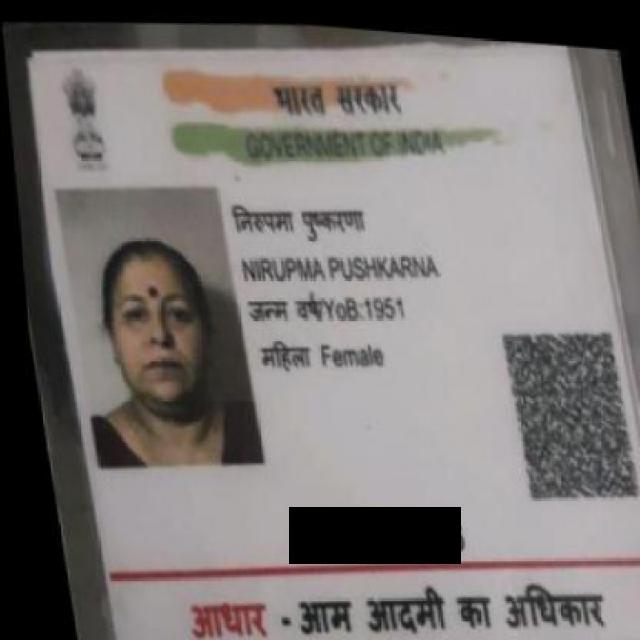 भारत सरकार
GOVERNMENT OF INDIA
निरुपमा पुष्करणा
NIRUPMA PUSHKARNA
जन्म वर्ष/YoB:1951
महिला Female
आधार - आम आदमी का अधिकार